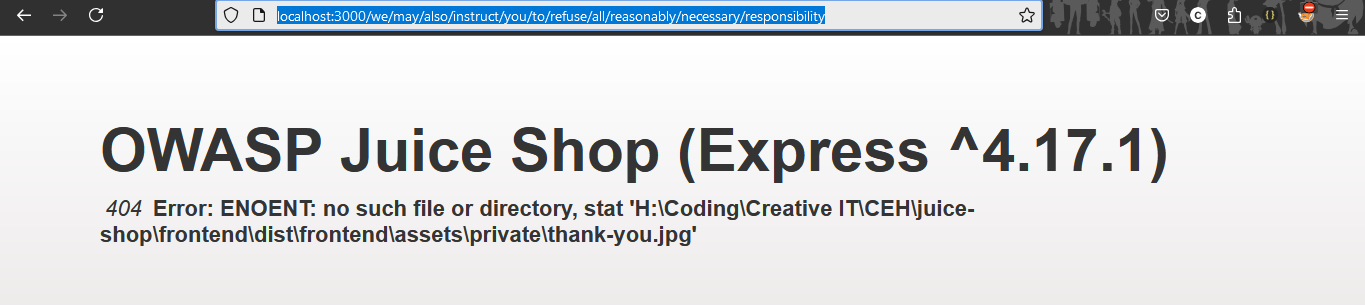 localhost:3000/we/may/also/instruct/you/to/refuse/all/reasonably/necessary/responsibility
OWASP Juice Shop (Express ^4.17.1)
404 Error: ENOENT: no such file or directory, stat 'H:\Coding\Creative IT\CEH\juice-
shop\frontend\dist\frontend\assets\private\thank-you.jpg'